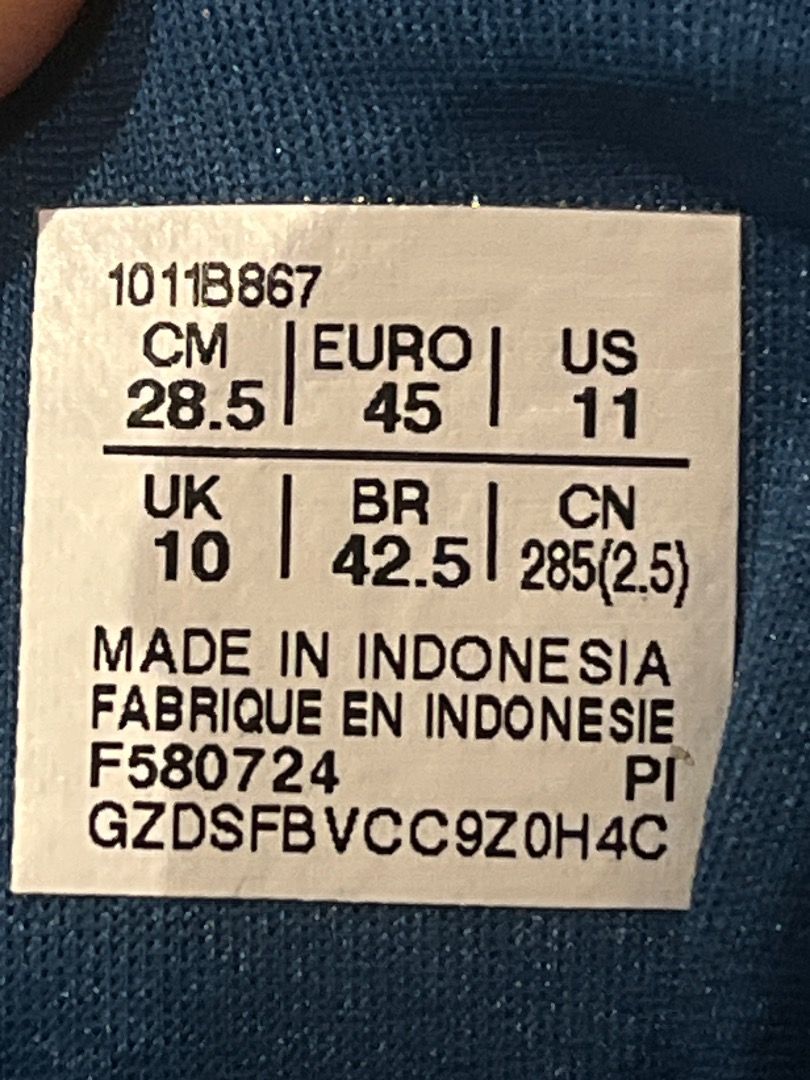 1011B867
CM | EURO | US
28.5 | 45 | 11
UK | BR | CN
10 | 42.5 | 285(2.5)
MADE IN INDONESIA
FABRIQUE EN INDONESIE
F580724 PI
GZDSFBVCC9Z0H4C